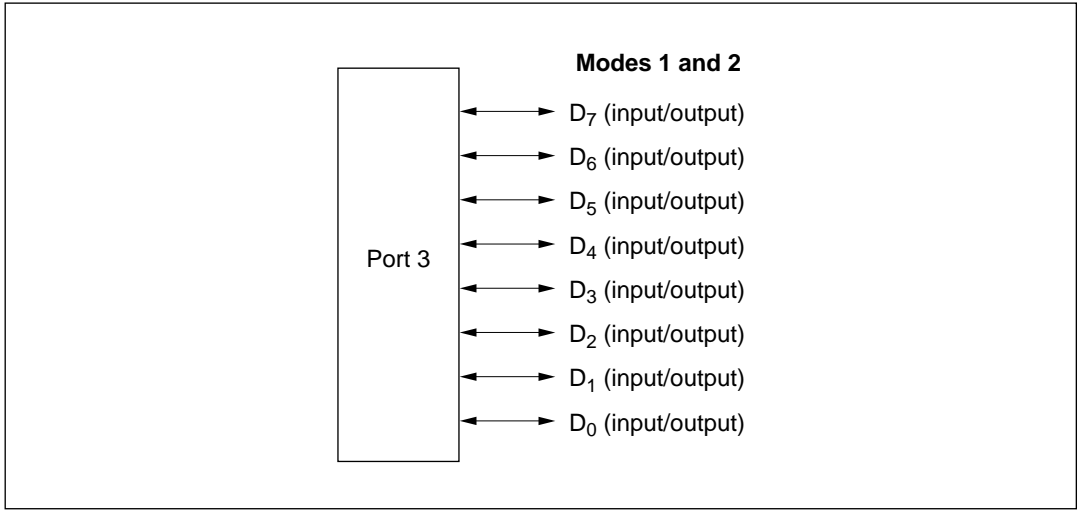 Modes 1 and 2
D7 (input/output)
D6 (input/output)
D5 (input/output)
D4 (input/output)
Port 3
D3 (input/output)
D2 (input/output)
D1 (input/output)
D0 (input/output)